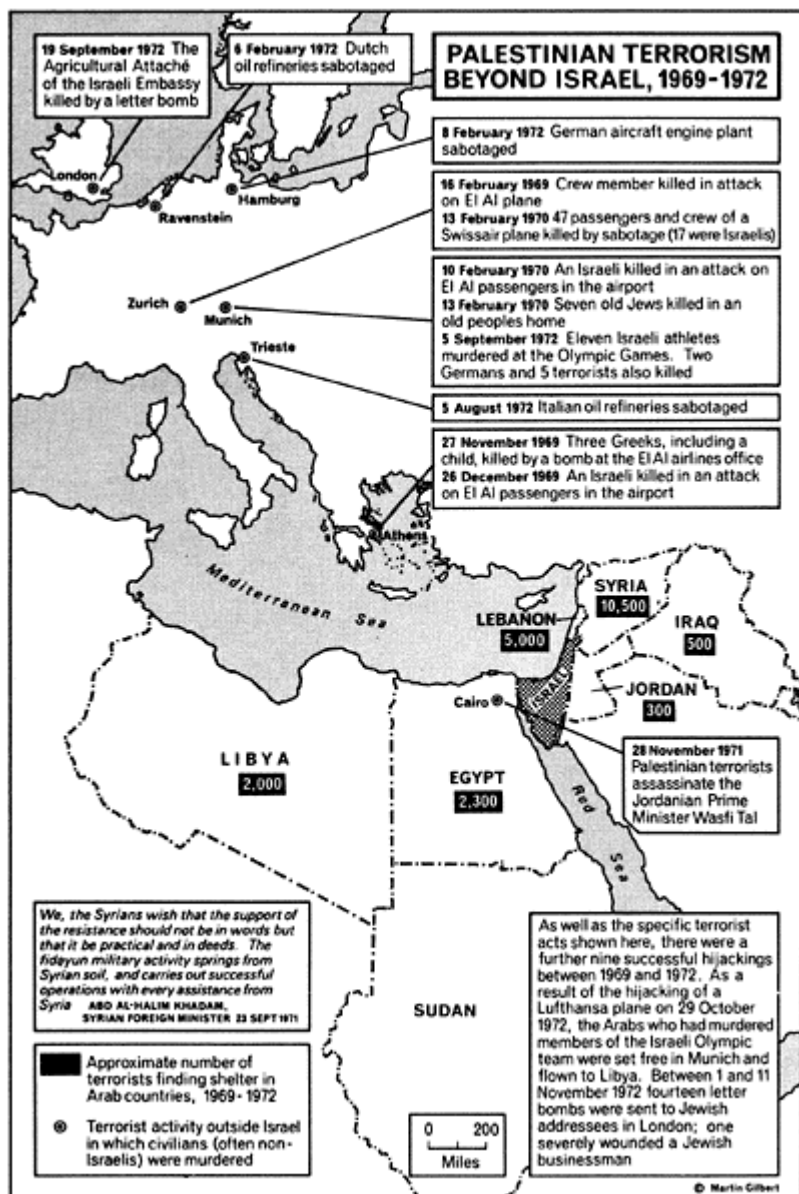 PALESTINIAN TERRORISM
BEYOND ISRAEL, 1969-1972
19 September 1972 The
Agricultural Attaché
of the Israeli Embassy
killed by a letter bomb
6 February 1972 Dutch
oil refineries sabotaged
8 February 1972 German aircraft engine plant
sabotaged
16 February 1969 Crew member killed in attack
on El Al plane
13 February 1970 47 passengers and crew of a
Swissair plane killed by sabotage (17 were Israelis)
10 February 1970 An Israeli killed in an attack on
El Al passengers in the airport
13 February 1970 Seven old Jews killed in an
old peoples home
5 September 1972 Eleven Israeli athletes
murdered at the Olympic Games. Two
Germans and 5 terrorists also killed
5 August 1972 Italian oil refineries sabotaged
27 November 1969 Three Greeks, including a
child, killed by a bomb at the El Al airlines office
26 December 1969 An Israeli killed in an attack
on El Al passengers in the airport
London
Ravenstein
Hamburg
Zurich
Munich
Trieste
Athens
Mediterranean Sea
SYRIA
10,500
LEBANON
5,000
IRAQ
500
ISRAEL
JORDAN
300
Cairo
LIBYA
2,000
EGYPT
2,300
Red
Sea
28 November 1971
Palestinian terrorists
assassinate the
Jordanian Prime
Minister Wasfi Tal
We, the Syrians wish that the support of
the resistance should not be in words but
that it be practical and in deeds. The
fidayun military activity springs from
Syrian soil, and carries out successful
operations with every assistance from
Syria ABD AL-HALIM KHADAM,
SYRIAN FOREIGN MINISTER 23 SEPT 1971
SUDAN
As well as the specific terrorist
acts shown here, there were a
further nine successful hijackings
between 1969 and 1972. As a
result of the hijacking of a
Lufthansa plane on 29 October
1972, the Arabs who had murdered
members of the Israeli Olympic
team were set free in Munich and
flown to Libya. Between 1 and 11
November 1972 fourteen letter
bombs were sent to Jewish
addressees in London; one
severely wounded a Jewish
businessman
Approximate number of
terrorists finding shelter in
Arab countries, 1969-1972
Terrorist activity outside Israel
in which civilians (often non-
Israelis) were murdered
0 200
Miles
© Martin Gilbert